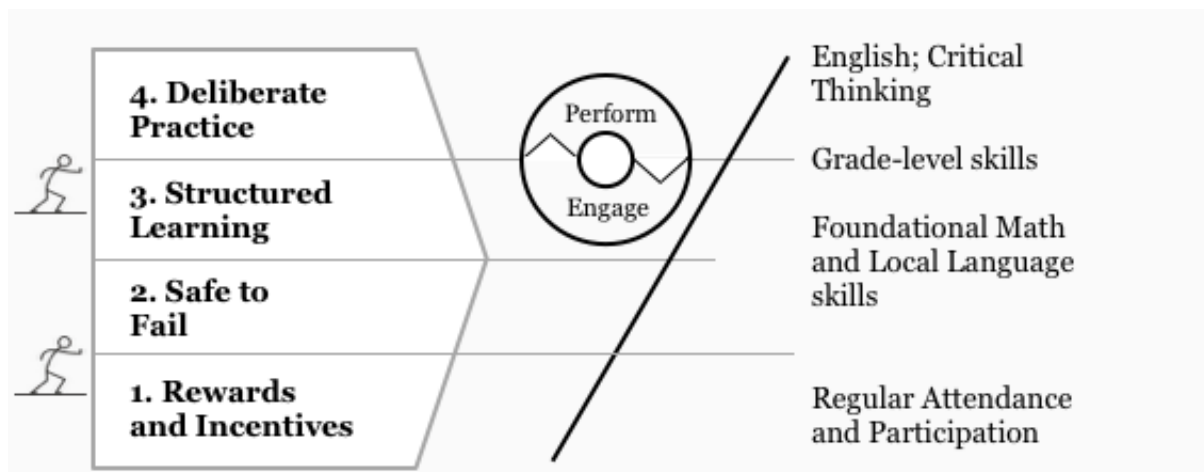 4. Deliberate
Practice
3. Structured
Learning
2. Safe to
Fail
1. Rewards
and Incentives
Perform
Engage
English; Critical
Thinking
Grade-level skills
Foundational Math
and Local Language
skills
Regular Attendance
and Participation